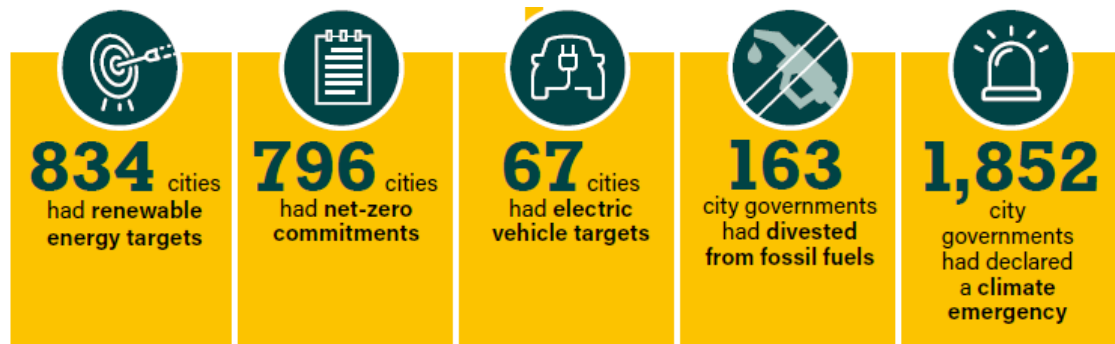 834 cities
had renewable
energy targets
796 cities
had net-zero
commitments
67 cities
had electric
vehicle targets
163
city governments
had divested
from fossil fuels
1,852
city
governments
had declared
a climate
emergency